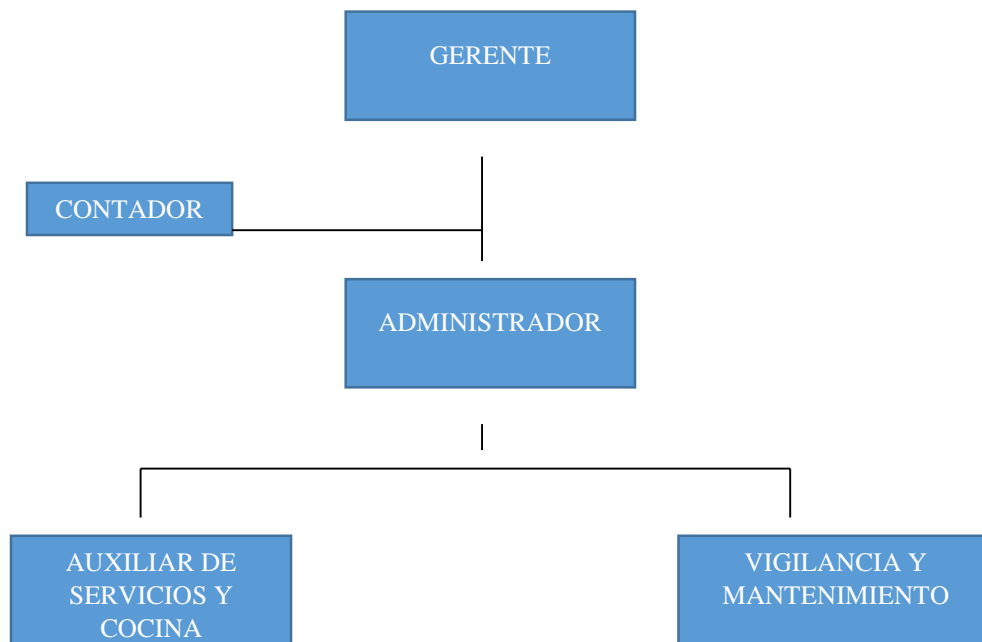 GERENTE
CONTADOR
ADMINISTRADOR
AUXILIAR DE
SERVICIOS Y
COCINA
VIGILANCIA Y
MANTENIMIENTO